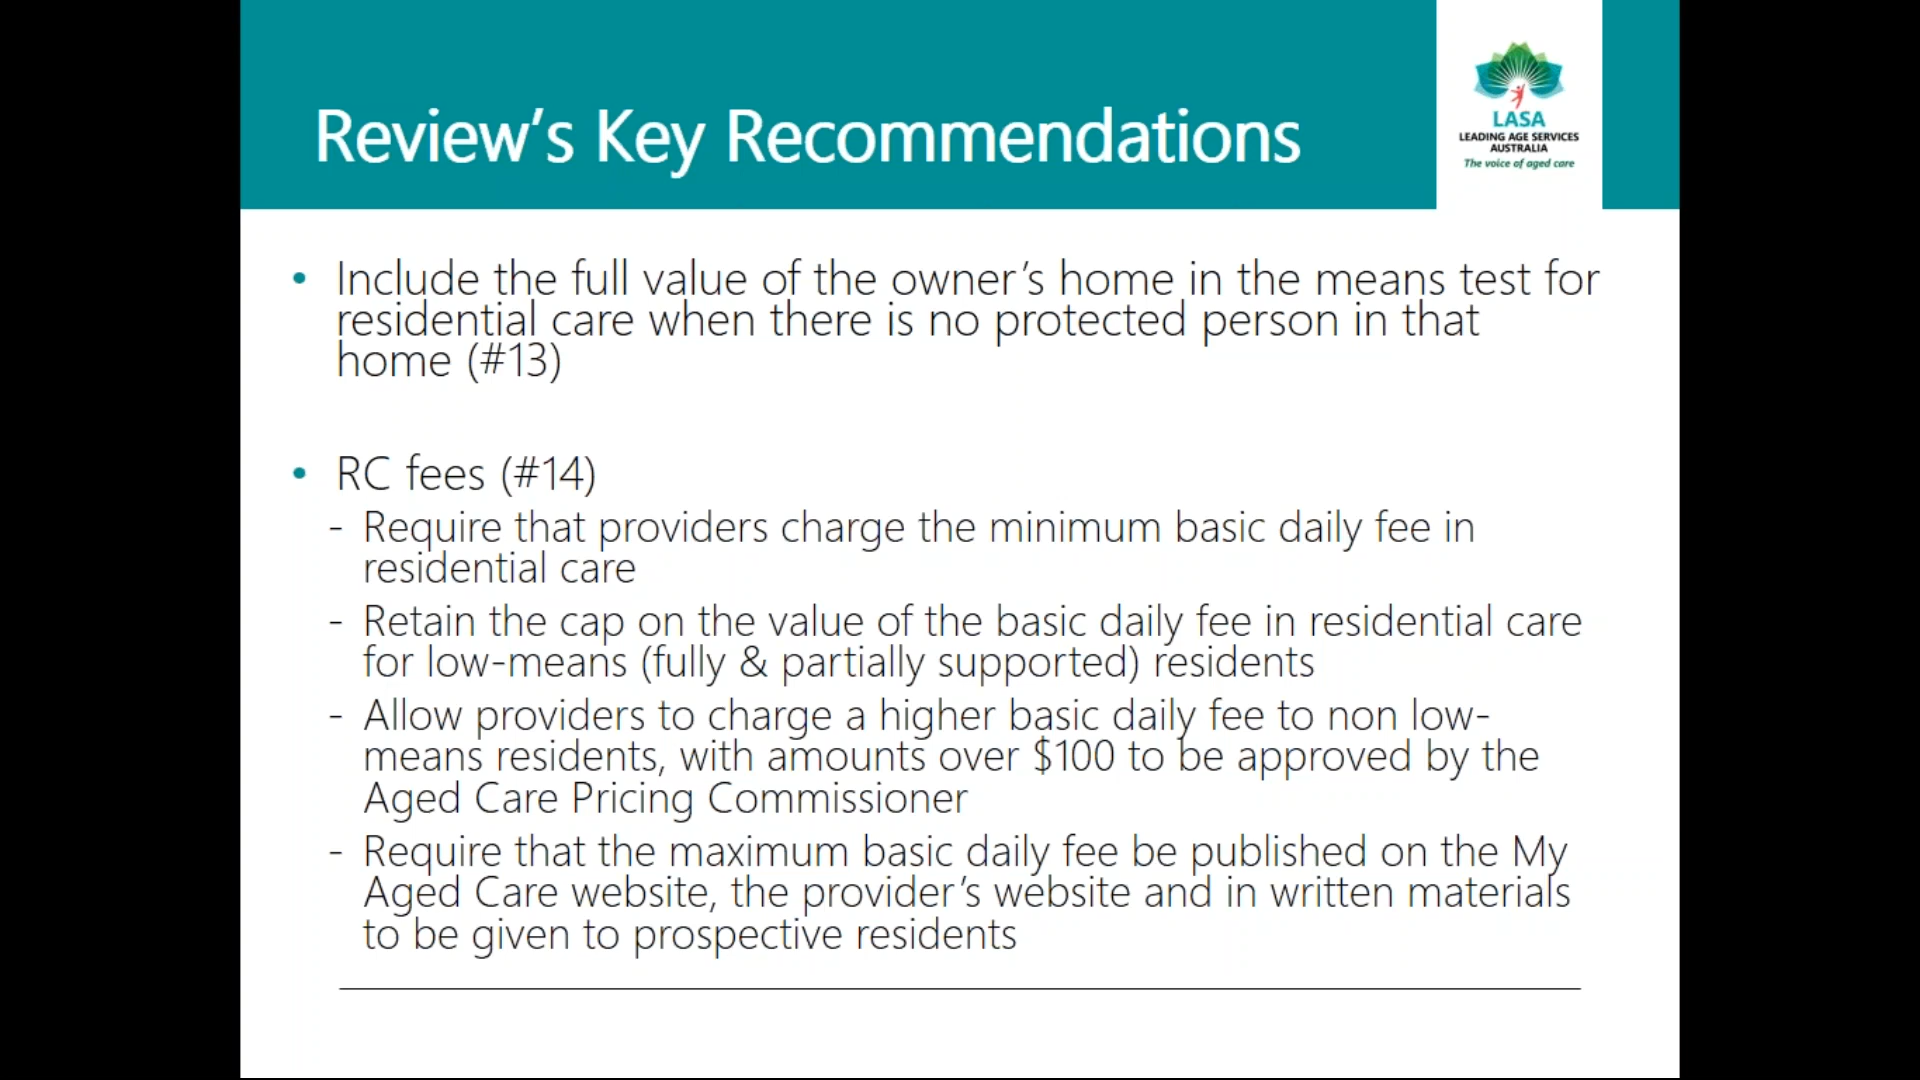 Review's Key Recommendations
LASA
LEADING AGE SERVICES
AUSTRALIA
The voice of aged care
• Include the full value of the owner's home in the means test for
residential care when there is no protected person in that
home (#13)
• RC fees (#14)
- Require that providers charge the minimum basic daily fee in
residential care
- Retain the cap on the value of the basic daily fee in residential care
for low-means (fully & partially supported) residents
- Allow providers to charge a higher basic daily fee to non low-
means residents, with amounts over $100 to be approved by the
Aged Care Pricing Commissioner
- Require that the maximum basic daily fee be published on the My
Aged Care website, the provider's website and in written materials
to be given to prospective residents